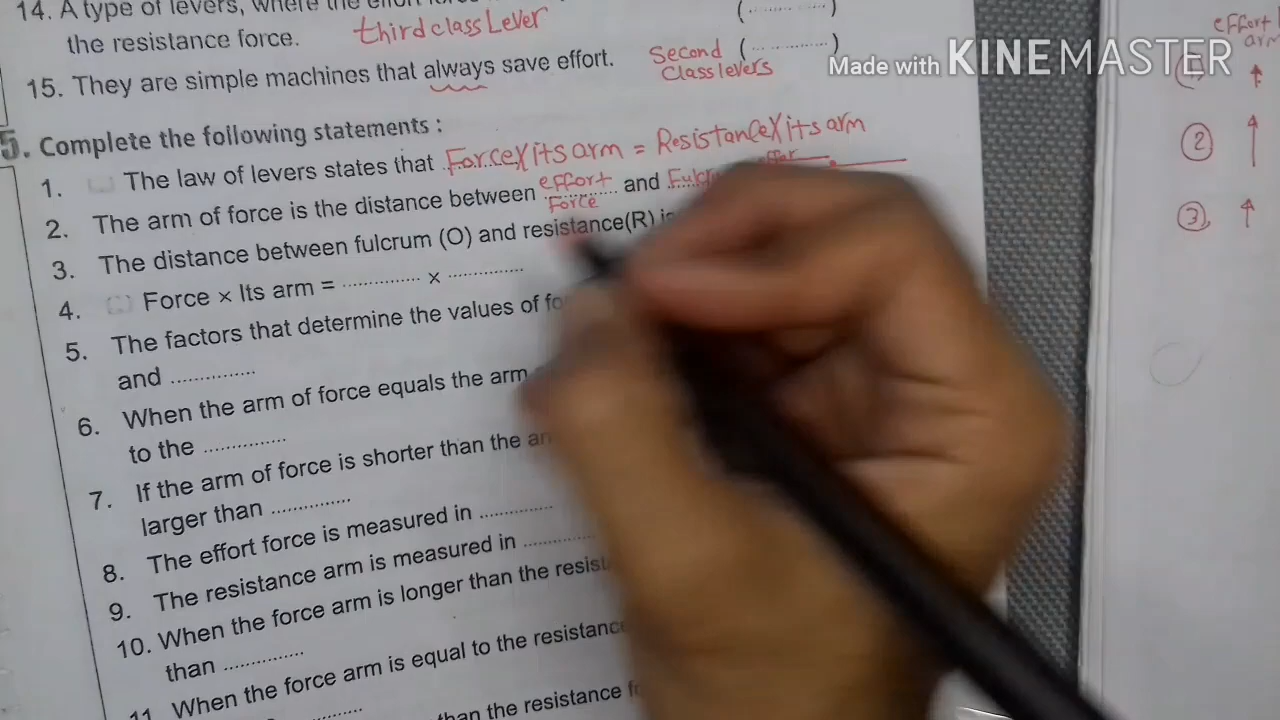 14. A type of levers, where the effort
the resistance force. third class Lever (..............)
15. They are simple machines that always save effort. Second Class levers (..............)
Made with KINEMASTER
effort arm
②
③
5. Complete the following statements :
1. The law of levers states that Force X its arm = Resistance X its arm
2. The arm of force is the distance between effort Force and
3. The distance between fulcrum (O) and resistance(R) is
4. Force × Its arm = .............. × ..............
5. The factors that determine the values of
and ..............
6. When the arm of force equals the arm
to the ..............
7. If the arm of force is shorter than the
larger than ..............
8. The effort force is measured in ..............
9. The resistance arm is measured in ..............
10. When the force arm is longer than the
than ..............
11. When the force arm is equal to the
than the resistance